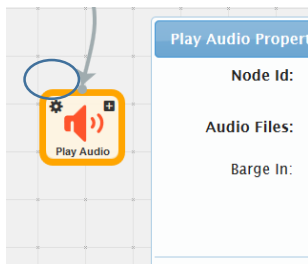 Play Audio Propert
Node Id:
Audio Files:
Barge In:
Play Audio